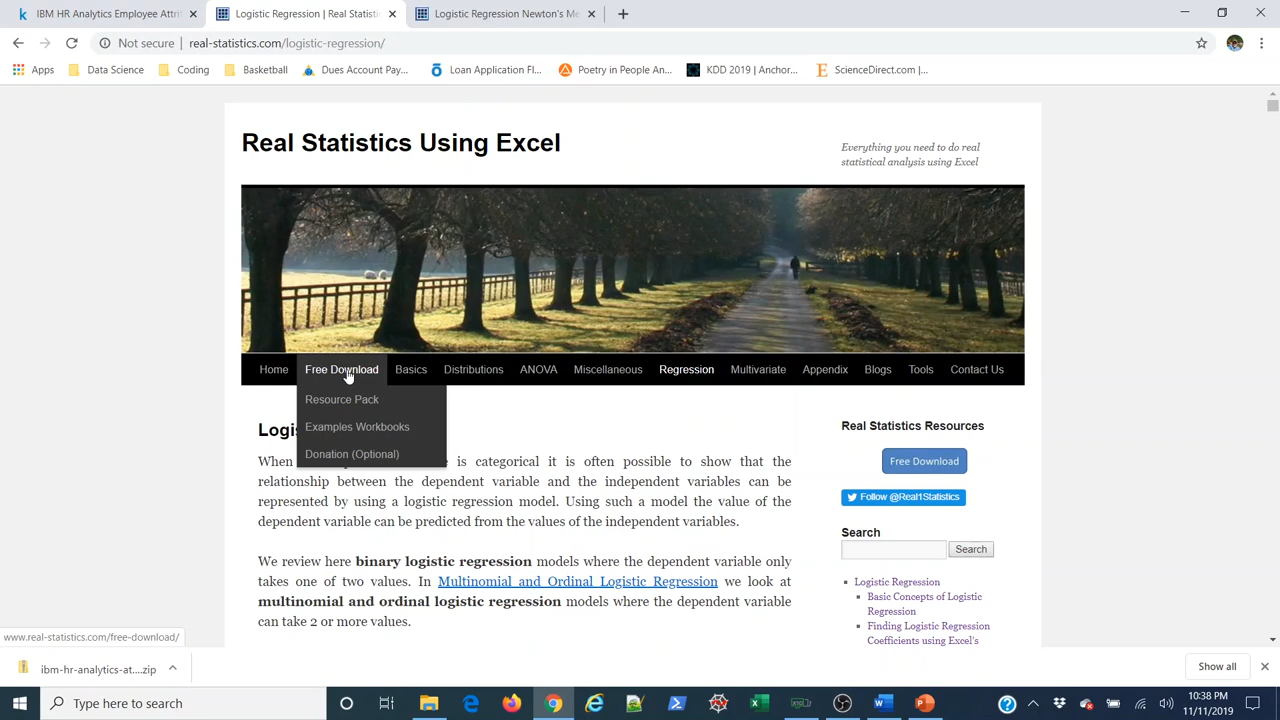 IBM HR Analytics Employee Attri
Logistic Regression | Real Statisti
Logistic Regression Newton's Me
Not secure | real-statistics.com/logistic-regression/
Apps
Data Science
Coding
Basketball
Dues Account Pay...
Loan Application Fl...
Poetry in People An...
KDD 2019 | Anchor...
ScienceDirect.com |...
Real Statistics Using Excel
Everything you need to do real
statistical analysis using Excel
Home
Free Download
Basics
Distributions
ANOVA
Miscellaneous
Regression
Multivariate
Appendix
Blogs
Tools
Contact Us
Resource Pack
Examples Workbooks
Donation (Optional)
Logis
When is categorical it is often possible to show that the
relationship between the dependent variable and the independent variables can be
represented by using a logistic regression model. Using such a model the value of the
dependent variable can be predicted from the values of the independent variables.
We review here binary logistic regression models where the dependent variable only
takes one of two values. In Multinomial and Ordinal Logistic Regression we look at
multinomial and ordinal logistic regression models where the dependent variable
can take 2 or more values.
Real Statistics Resources
Free Download
Follow @Real1Statistics
Search
Search
Logistic Regression
Basic Concepts of Logistic
Regression
Finding Logistic Regression
Coefficients using Excel's
www.real-statistics.com/free-download/
ibm-hr-analytics-at....zip
Show all
Type here to search
10:38 PM
11/11/2019